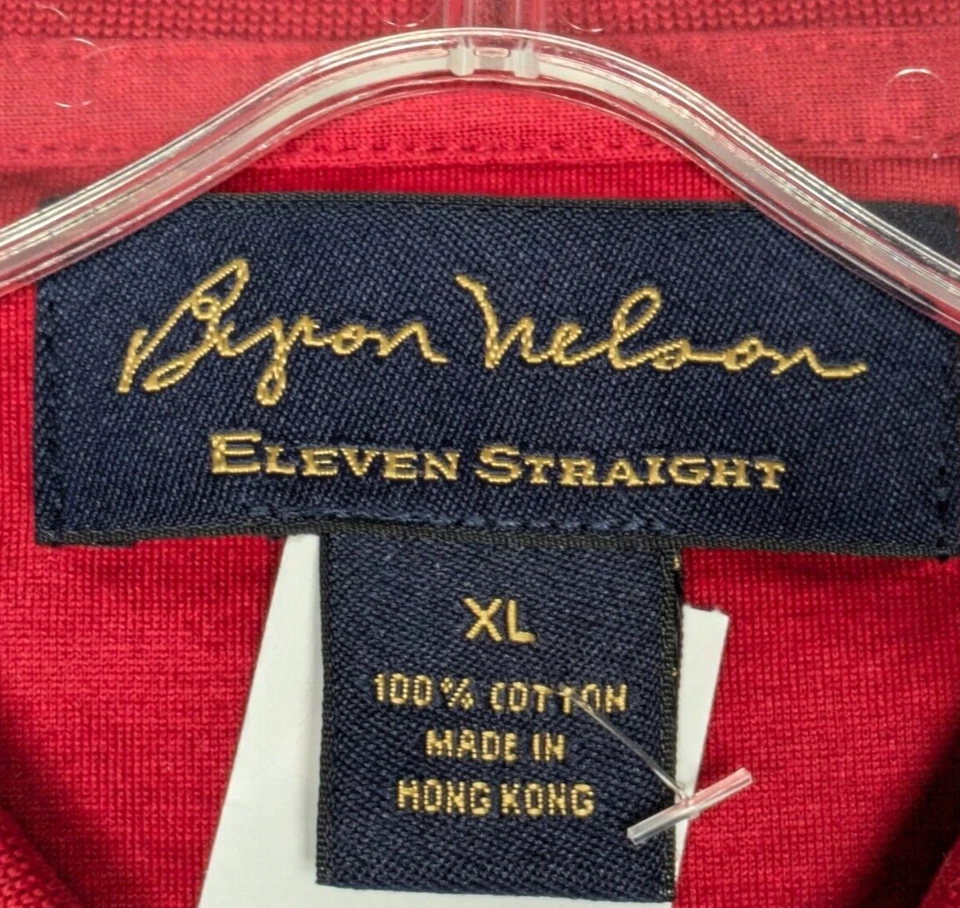 Byron Nelson
ELEVEN STRAIGHT
XL
100% COTTON
MADE IN
HONG KONG